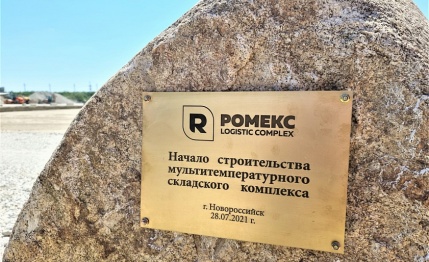 R РОМЕКС
LOGISTIC COMPLEX
Начало строительства
мультитемпературного
складского комплекса
г. Новороссийск
28.07.2021 г.